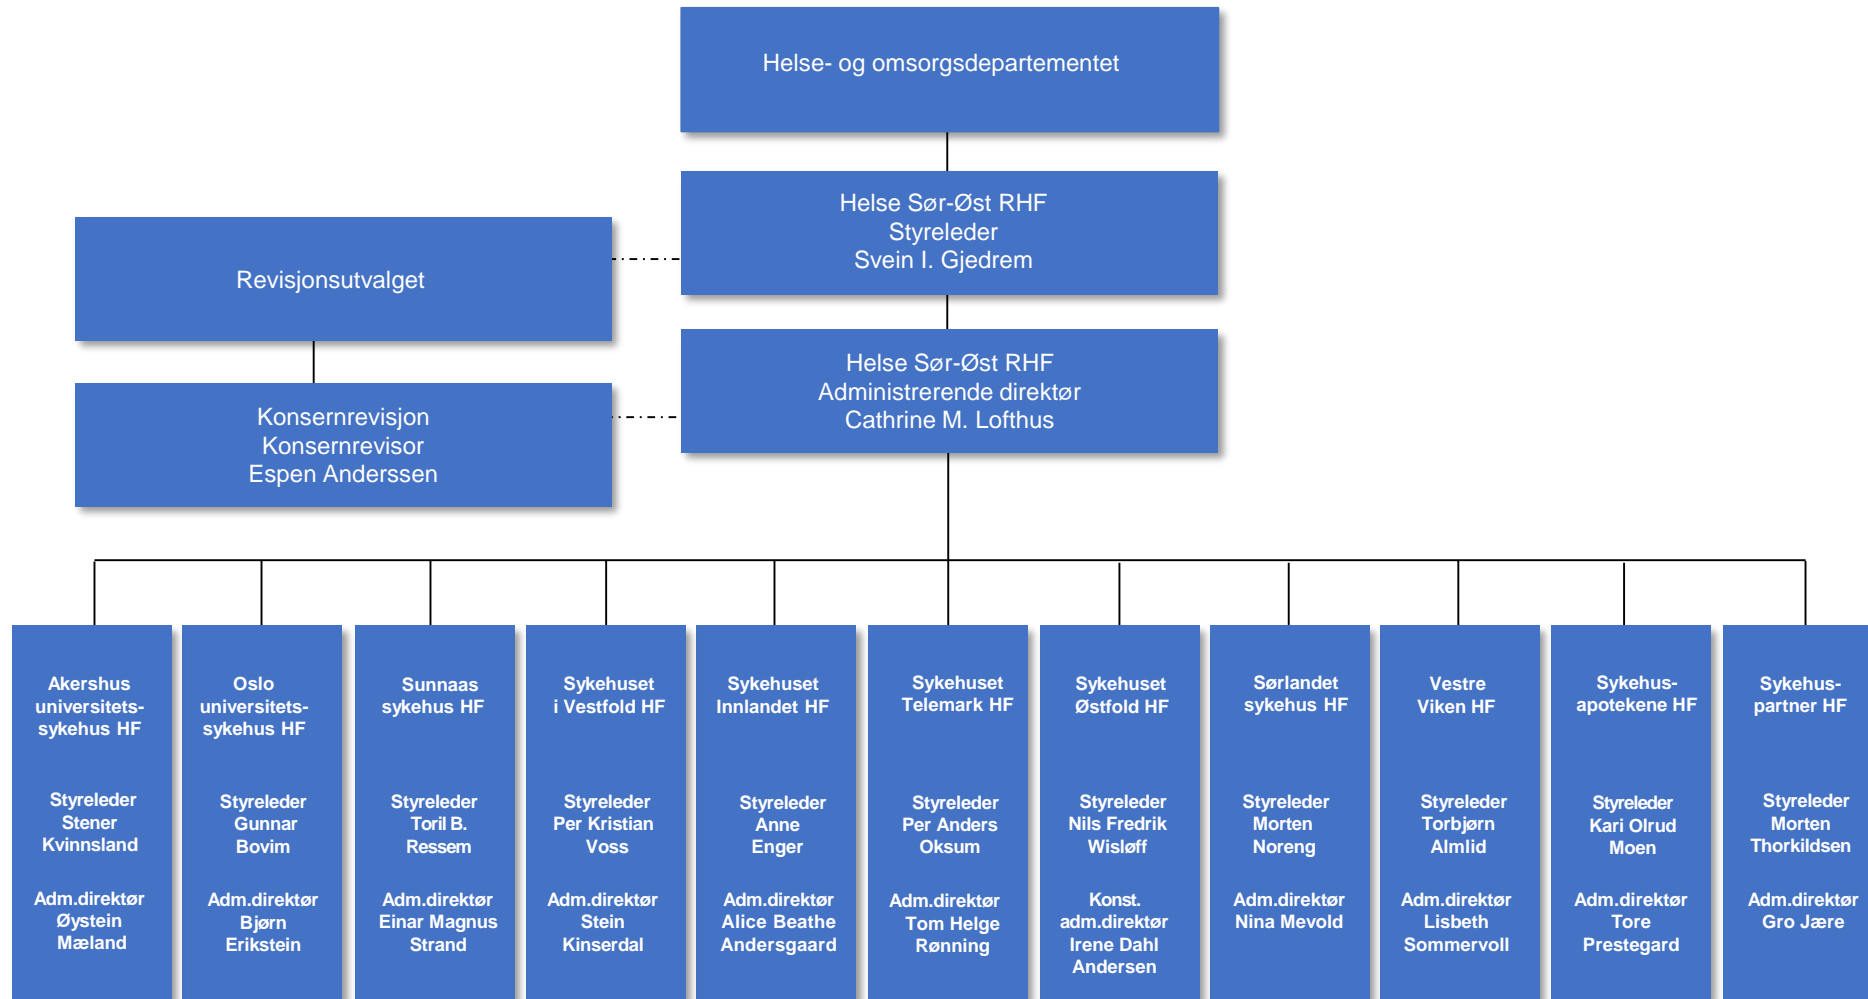 Helse- og omsorgsdepartementet
Helse Sør-Øst RHF
Styreleder
Svein I. Gjedrem
Revisjonsutvalget
Helse Sør-Øst RHF
Administrerende direktør
Cathrine M. Lofthus
Konsernrevisjon
Konsernrevisor
Espen Anderssen
Akershus
universitets-
sykehus HF
Styreleder
Stener
Kvinnsland
Adm.direktør
Øystein
Mæland
Oslo
universitets-
sykehus HF
Styreleder
Gunnar
Bovim
Adm.direktør
Bjørn
Erikstein
Sunnaas
sykehus HF
Styreleder
Toril B.
Ressem
Adm.direktør
Einar Magnus
Strand
Sykehuset
i Vestfold HF
Styreleder
Per Kristian
Voss
Adm.direktør
Stein
Kinserdal
Sykehuset
Innlandet HF
Styreleder
Anne
Enger
Adm.direktør
Alice Beathe
Andersgaard
Sykehuset
Telemark HF
Styreleder
Per Anders
Oksum
Adm.direktør
Tom Helge
Rønning
Sykehuset
Østfold HF
Styreleder
Nils Fredrik
Wisløff
Konst.
adm.direktør
Irene Dahl
Andersen
Sørlandet
sykehus HF
Styreleder
Morten
Noreng
Adm.direktør
Nina Mevold
Vestre
Viken HF
Styreleder
Torbjørn
Almlid
Adm.direktør
Lisbeth
Sommervoll
Sykehus-
apotekene HF
Styreleder
Kari Olrud
Moen
Adm.direktør
Tore
Prestegard
Sykehus-
partner HF
Styreleder
Morten
Thorkildsen
Adm.direktør
Gro Jære